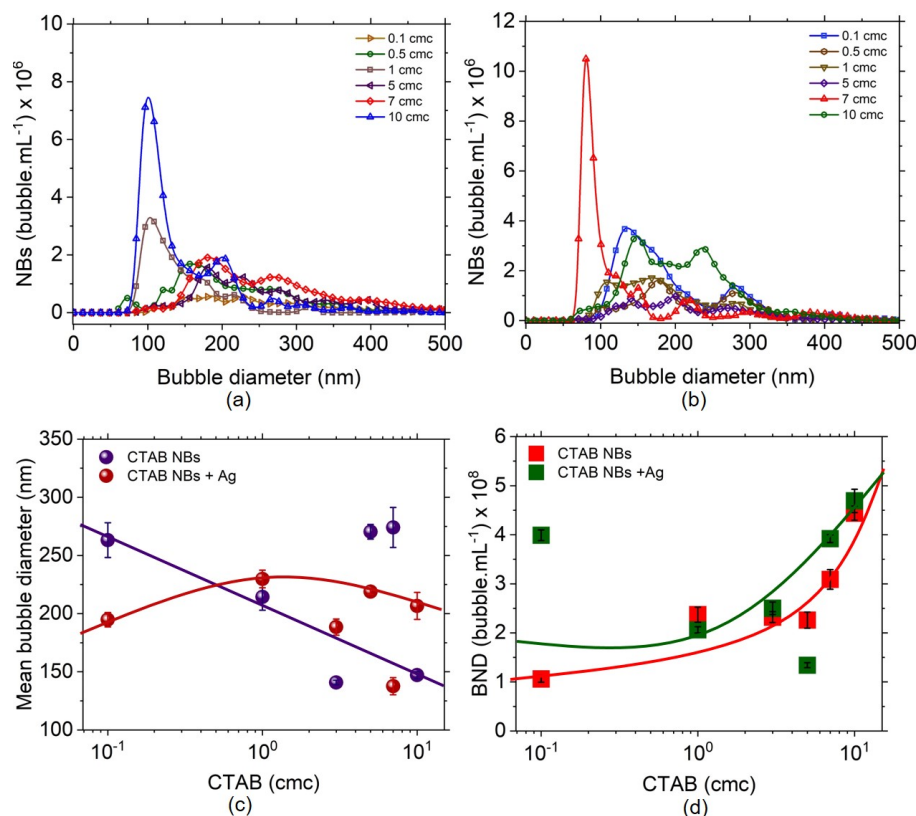 10
8
6
4
2
0
NBs (bubble.mL⁻¹) x 10⁶
0.1 cmc
0.5 cmc
1 cmc
5 cmc
7 cmc
10 cmc
0 100 200 300 400 500
Bubble diameter (nm)
(a)
12
10
8
6
4
2
0
NBs (bubble.mL⁻¹) x 10⁶
0.1 cmc
0.5 cmc
1 cmc
5 cmc
7 cmc
10 cmc
0 100 200 300 400 500
Bubble diameter (nm)
(b)
350
300
250
200
150
100
Mean bubble diameter (nm)
CTAB NBs
CTAB NBs + Ag
10⁻¹ 10⁰ 10¹
CTAB (cmc)
(c)
6
5
4
3
2
1
0
BND (bubble.mL⁻¹) x 10⁸
CTAB NBs
CTAB NBs +Ag
10⁻¹ 10⁰ 10¹
CTAB (cmc)
(d)